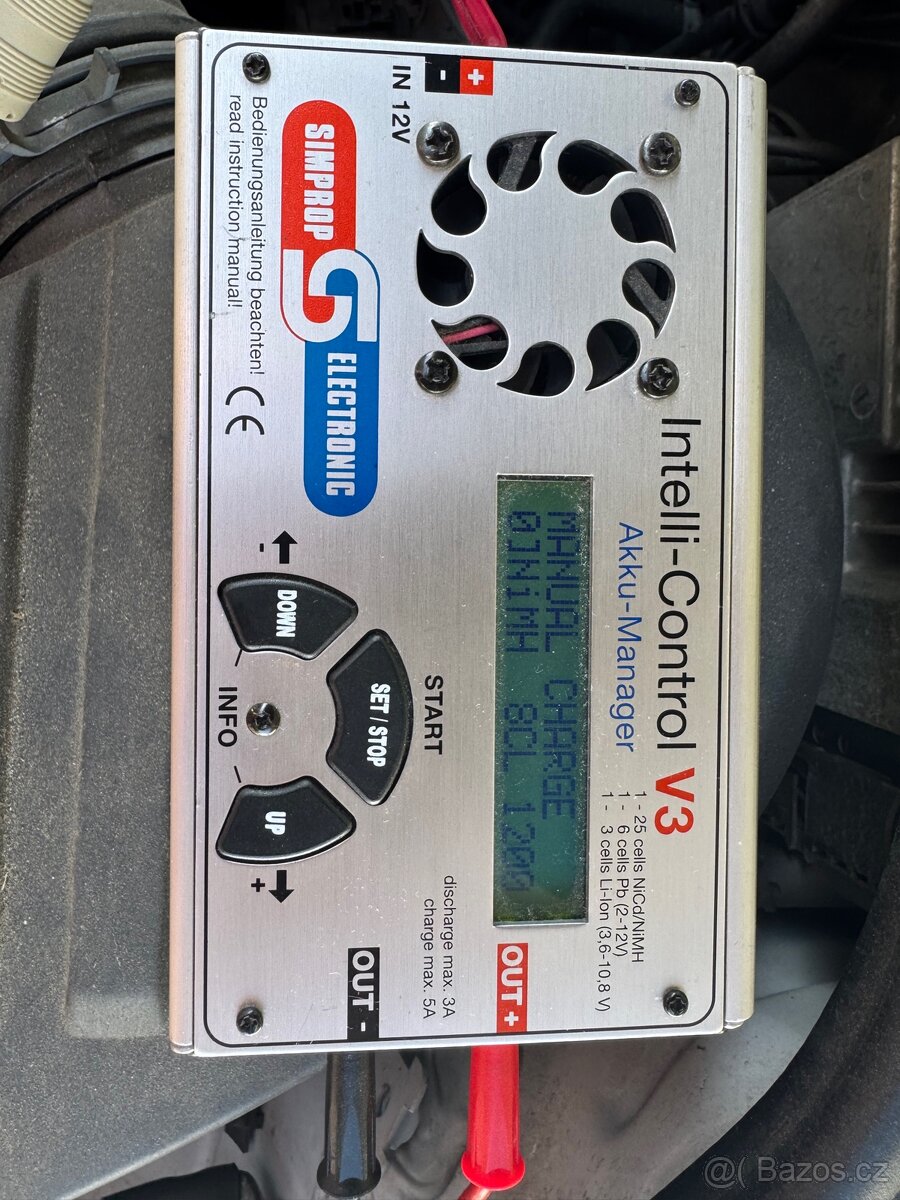 Intelli-Control V3
Akku-Manager
1 - 25 cells NiCd/NiMH
1 - 6 cells Pb (2-12V)
1 - 3 cells Li-Ion (3,6-10,8 V)
MANUAL CHARGE
01NiMH 8CL 1200
+
-
IN 12V
SIMPROP
ELECTRONIC
Bedienungsanleitung beachten!
read instruction manual!
CE
START
SET / STOP
DOWN
UP
-
+
INFO
discharge max. 3A
charge max. 5A
OUT +
OUT -
@( Bazos.cz